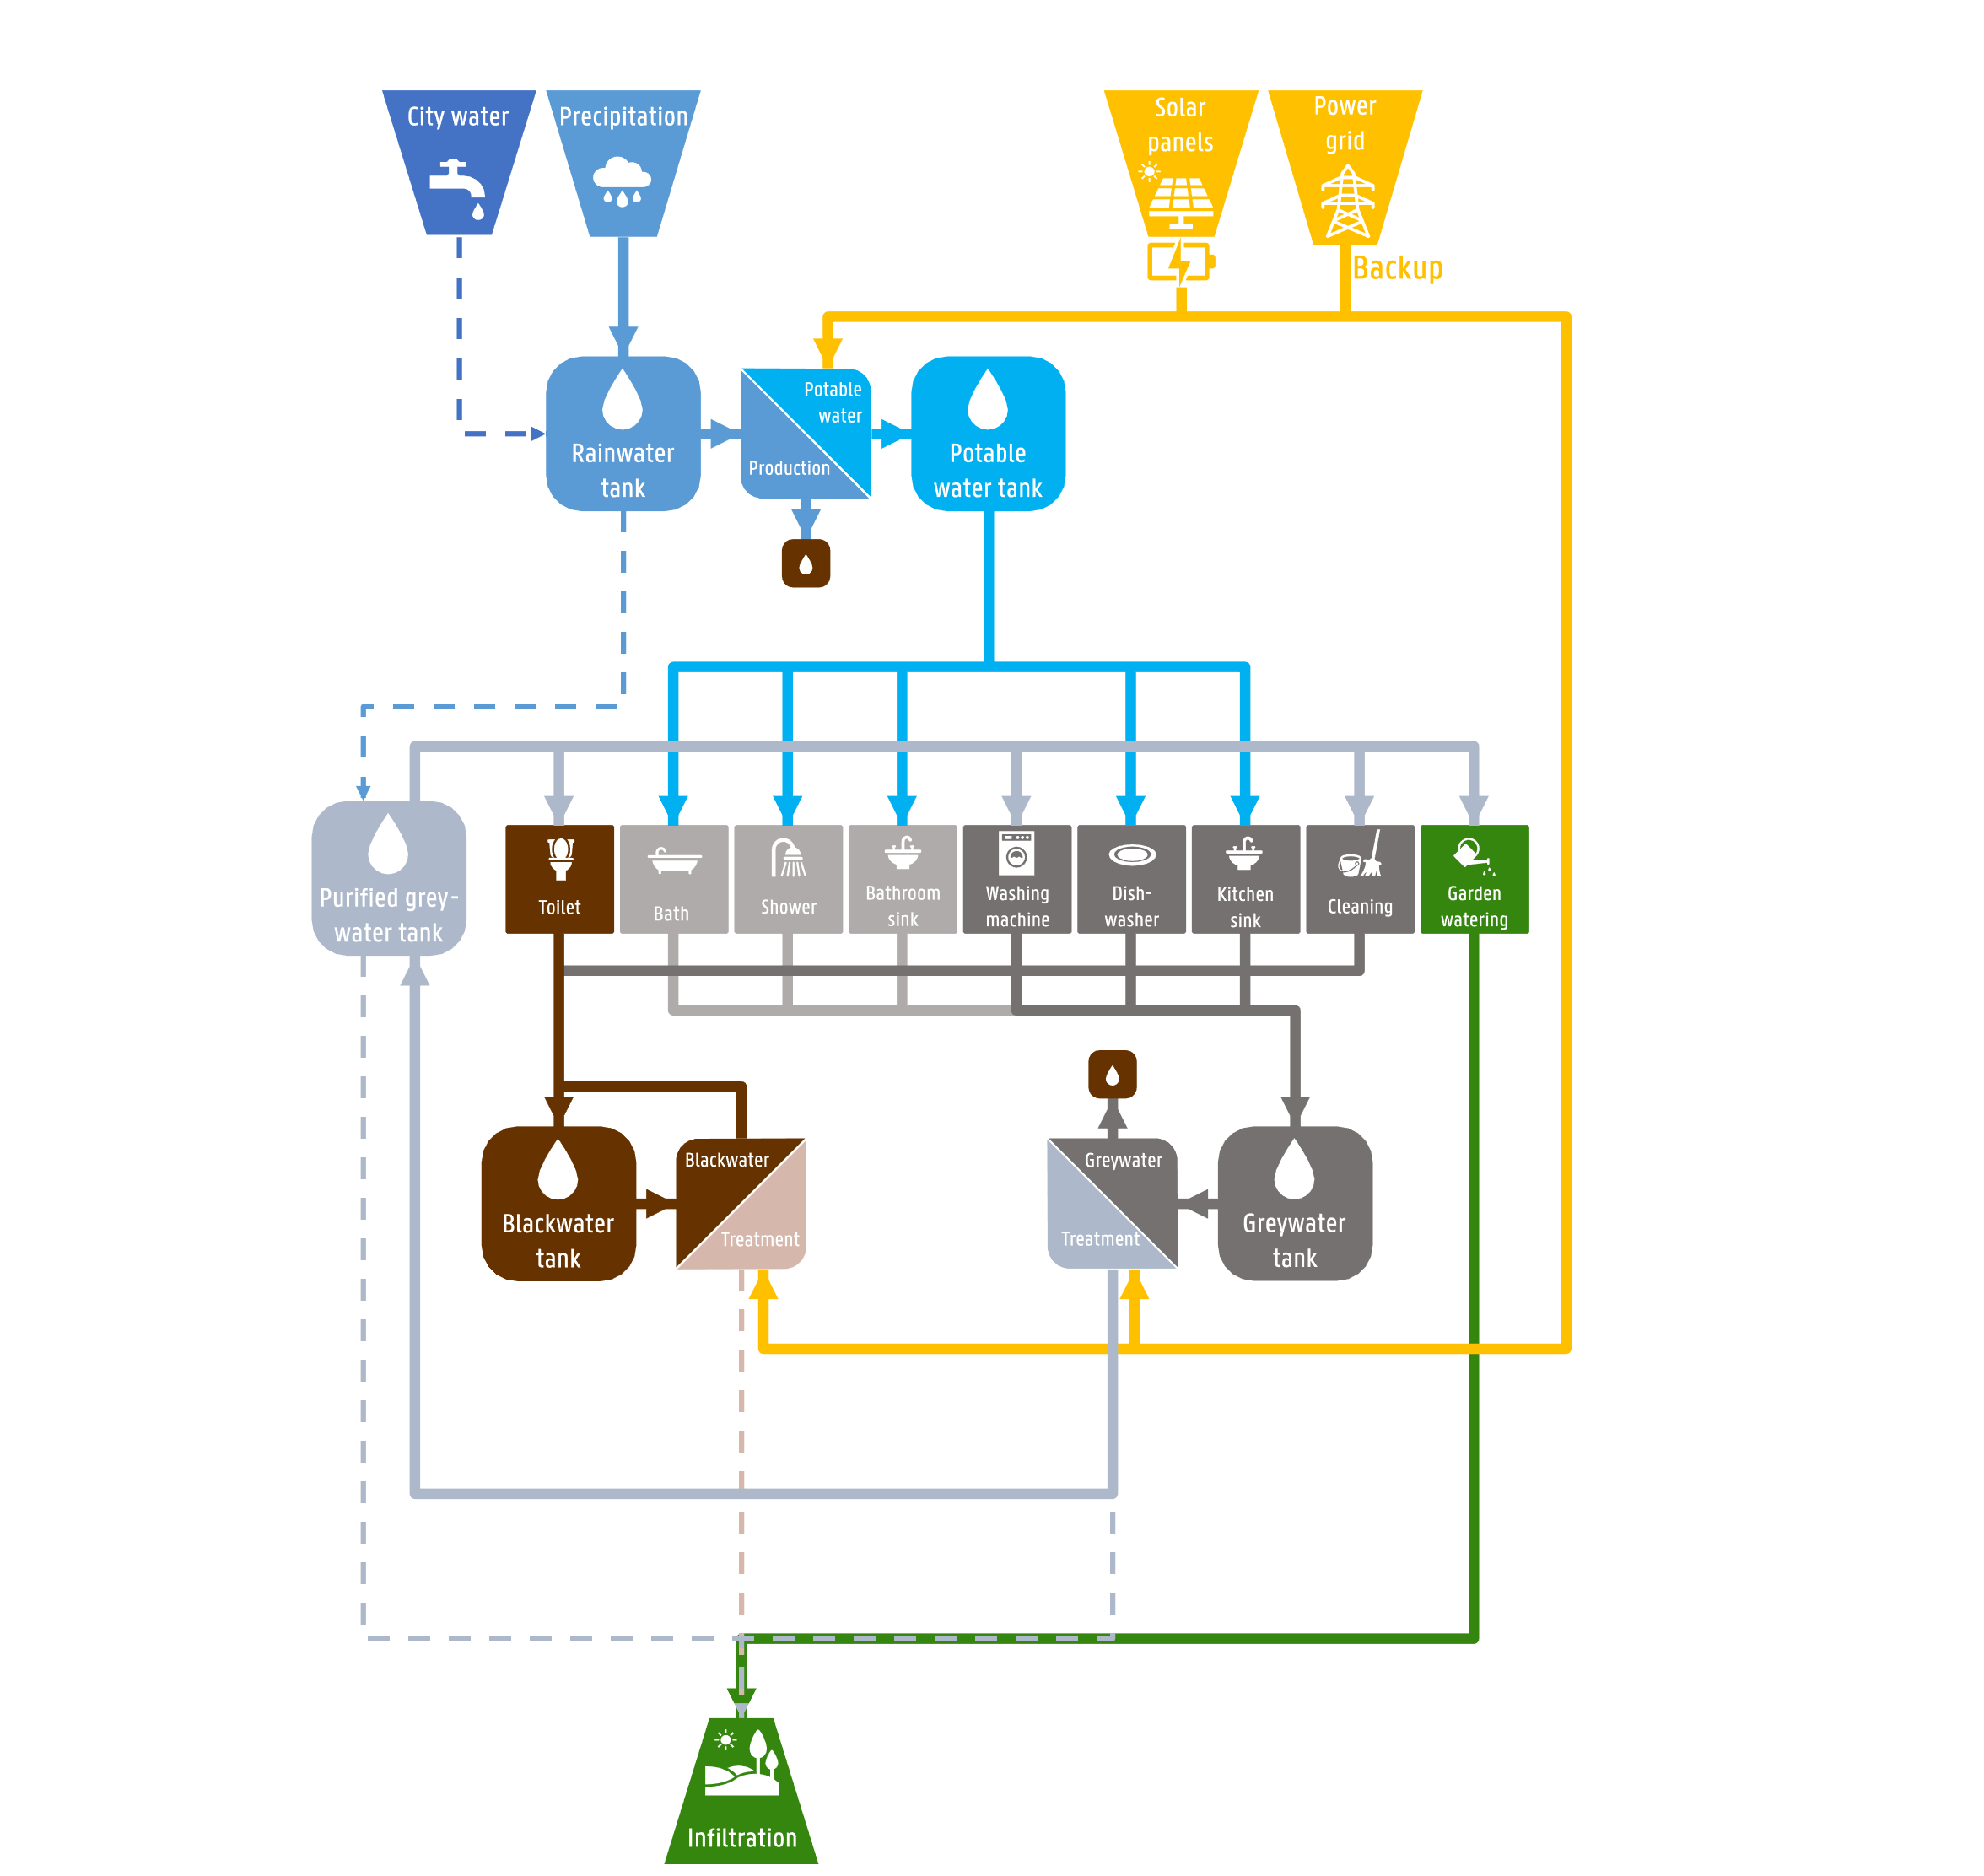 City water
Precipitation
Solar
panels
Power
grid
Backup
Rainwater
tank
Potable
water
Production
Potable
water tank
Purified grey-
water tank
Toilet
Bath
Shower
Bathroom
sink
Washing
machine
Dish-
washer
Kitchen
sink
Cleaning
Garden
watering
Blackwater
tank
Blackwater
Treatment
Greywater
Treatment
Greywater
tank
Infiltration